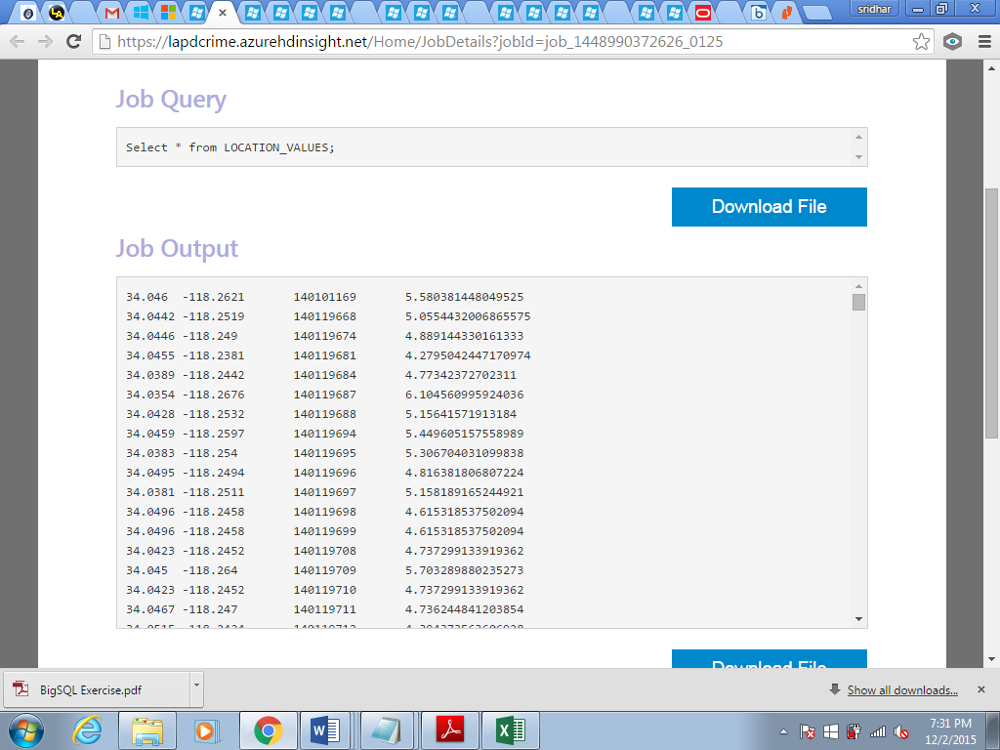 sridhar
https://lapdcrime.azurehdinsight.net/Home/JobDetails?jobId=job_1448990372626_0125
Job Query
Select * from LOCATION_VALUES;
Download File
Job Output
34.046 -118.2621 140101169 5.580381448049525
34.0442 -118.2519 140119668 5.0554432006865575
34.0446 -118.249 140119674 4.889144330161333
34.0455 -118.2381 140119681 4.2795042447170974
34.0389 -118.2442 140119684 4.77342372702311
34.0354 -118.2676 140119687 6.104560995924036
34.0428 -118.2532 140119688 5.15641571913184
34.0459 -118.2597 140119694 5.449605157558989
34.0383 -118.254 140119695 5.306704031099838
34.0495 -118.2494 140119696 4.816381806807224
34.0381 -118.2511 140119697 5.158189165244921
34.0496 -118.2458 140119698 4.615318537502094
34.0496 -118.2458 140119699 4.615318537502094
34.0423 -118.2452 140119708 4.737299133919362
34.045 -118.264 140119709 5.703289880235273
34.0423 -118.2452 140119710 4.737299133919362
34.0467 -118.247 140119711 4.736244841203854
Download File
BigSQL Exercise.pdf
Show all downloads...
7:31 PM
12/2/2015